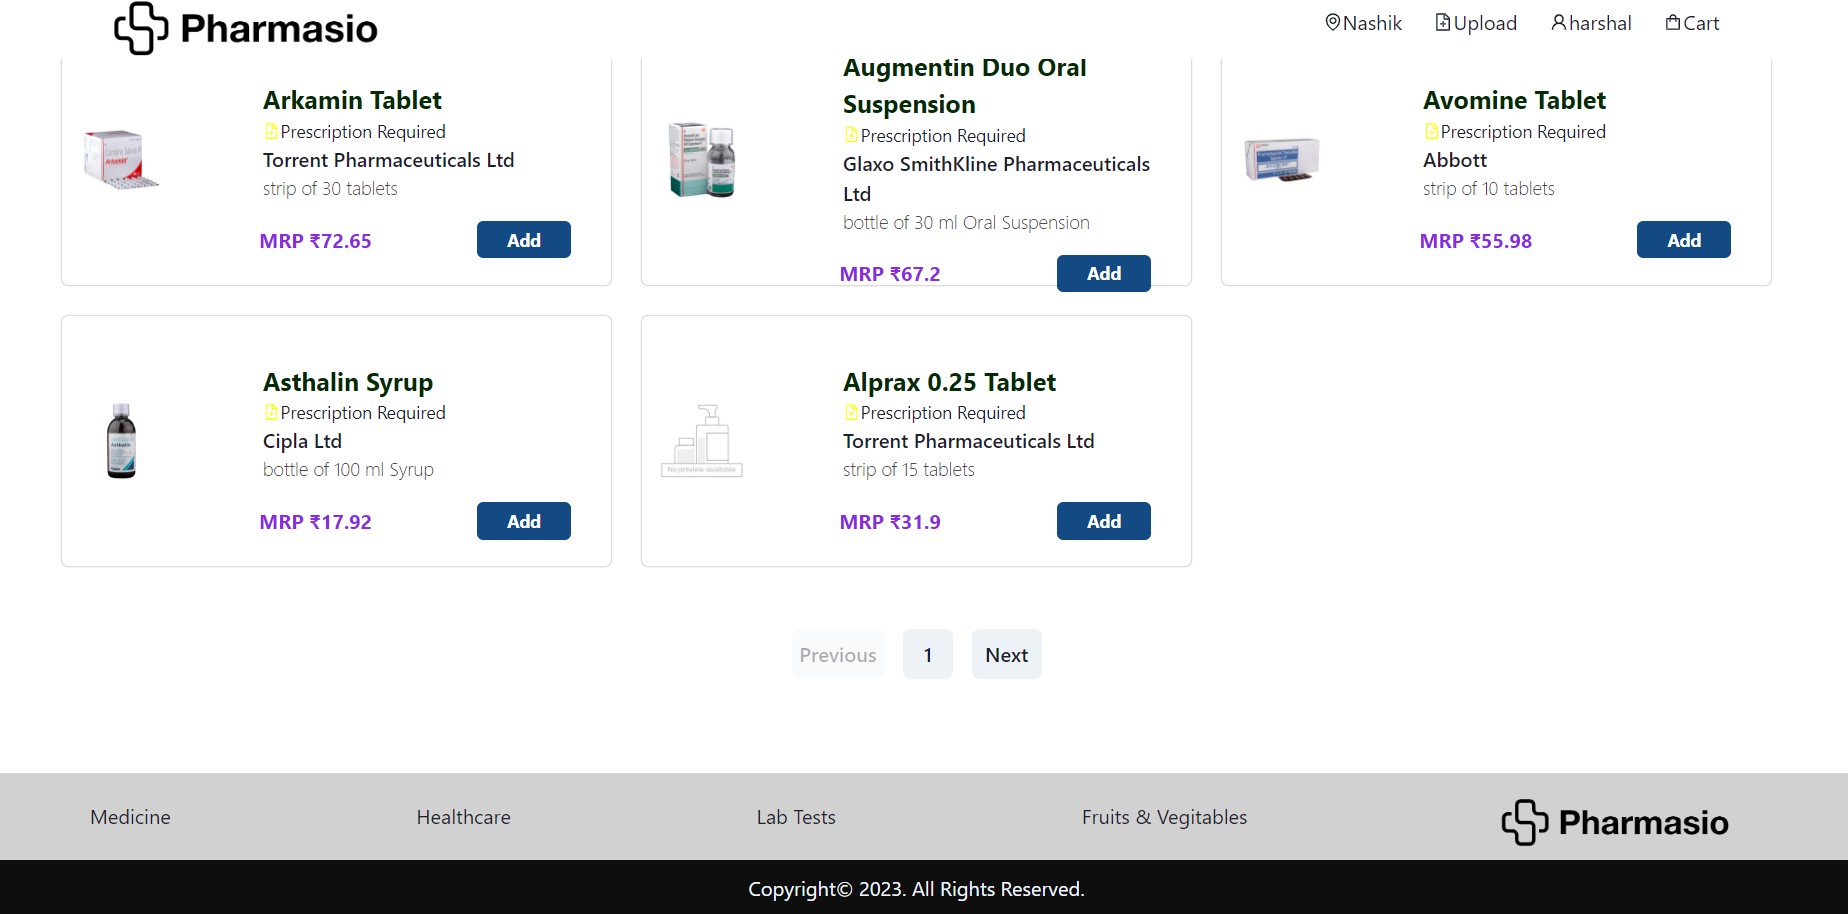 Pharmasio
Nashik Upload harshal Cart
Arkamin Tablet
Prescription Required
Torrent Pharmaceuticals Ltd
strip of 30 tablets
MRP ₹72.65 Add
Augmentin Duo Oral
Suspension
Prescription Required
Glaxo SmithKline Pharmaceuticals
Ltd
bottle of 30 ml Oral Suspension
MRP ₹67.2 Add
Avomine Tablet
Prescription Required
Abbott
strip of 10 tablets
MRP ₹55.98 Add
Asthalin
Asthalin Syrup
Prescription Required
Cipla Ltd
bottle of 100 ml Syrup
MRP ₹17.92 Add
No preview available
Alprax 0.25 Tablet
Prescription Required
Torrent Pharmaceuticals Ltd
strip of 15 tablets
MRP ₹31.9 Add
Previous 1 Next
Medicine Healthcare Lab Tests Fruits & Vegitables Pharmasio
Copyright© 2023. All Rights Reserved.